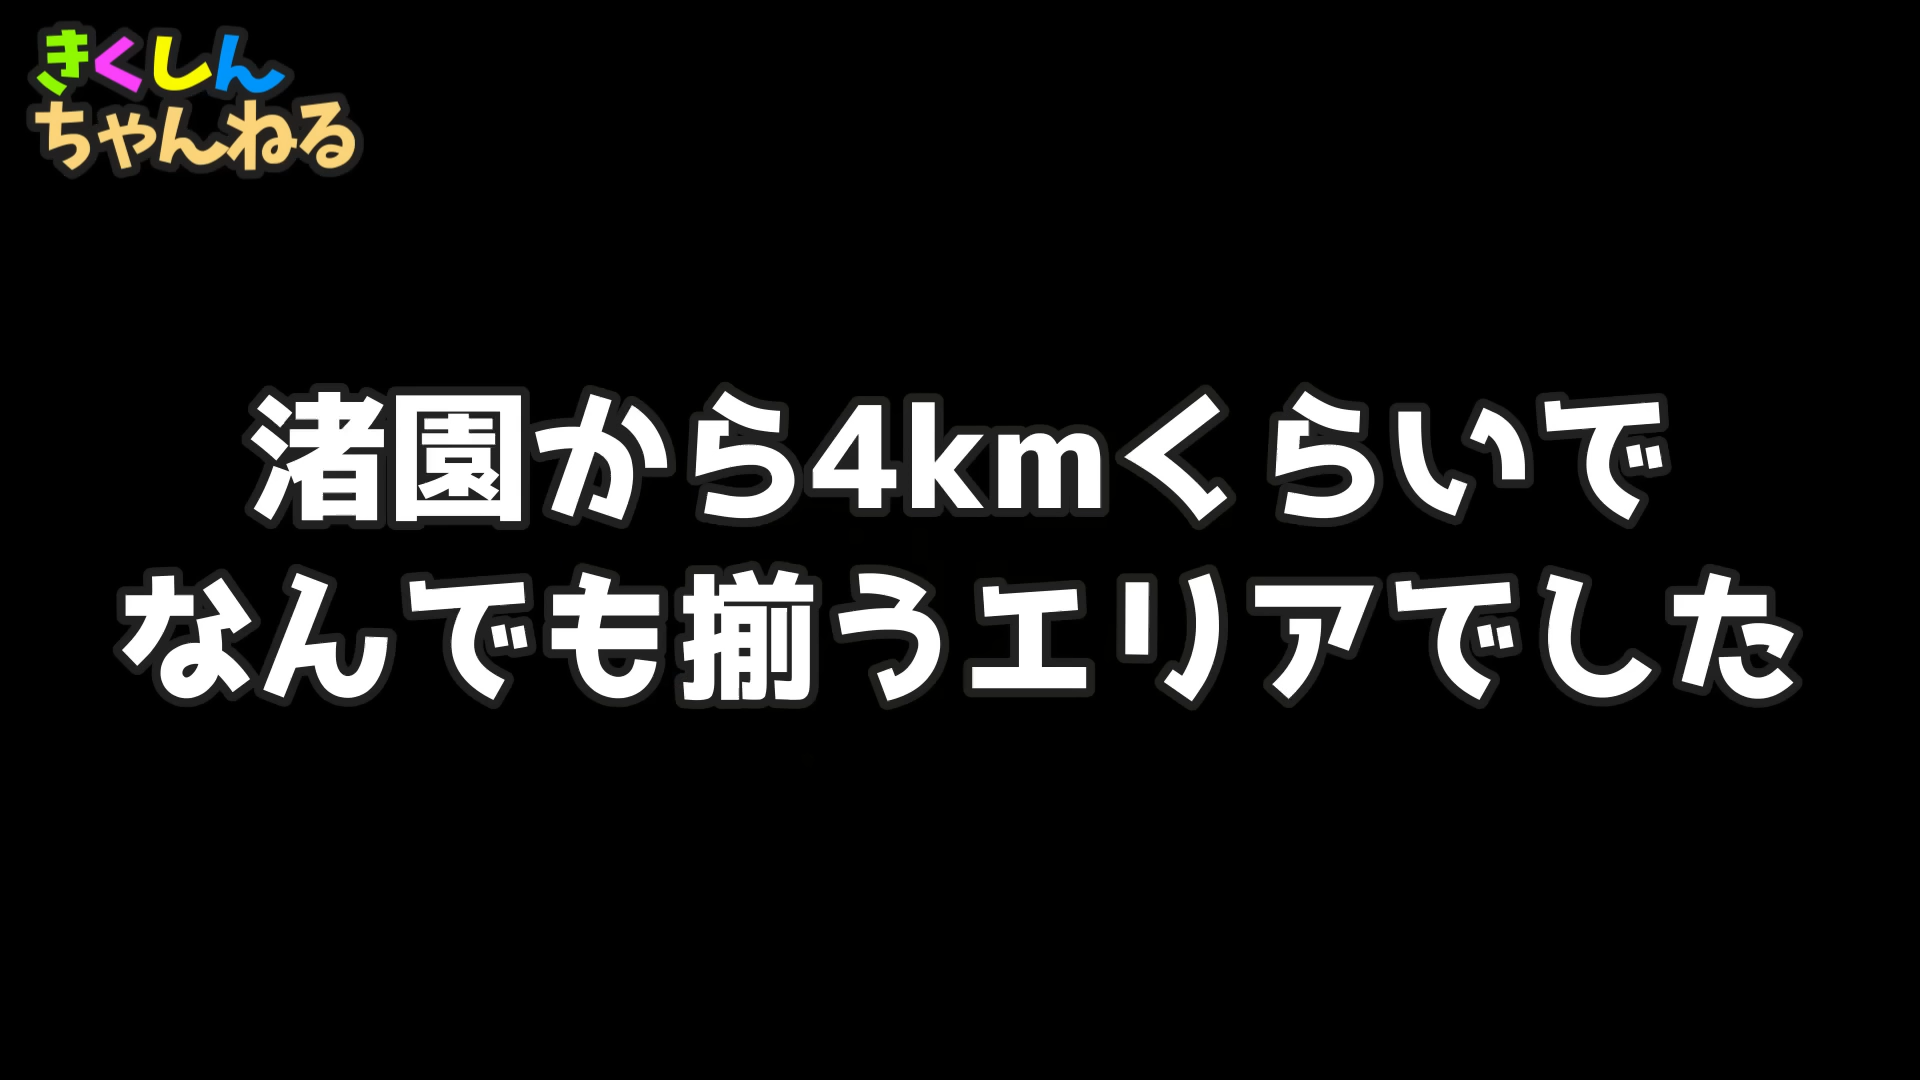 きくしん
ちゃんねる
渚園から4kmくらいで
なんでも揃うエリアでした